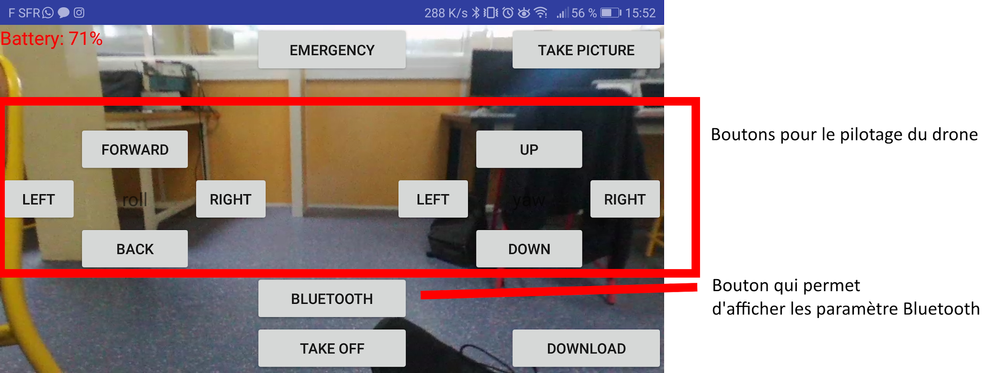 F SFR 288 K/s 56 % 15:52
Battery: 71%
EMERGENCY
TAKE PICTURE
FORWARD
UP
Boutons pour le pilotage du drone
LEFT
roll
RIGHT
LEFT
yaw
RIGHT
BACK
DOWN
BLUETOOTH
Bouton qui permet
d'afficher les paramètre Bluetooth
TAKE OFF
DOWNLOAD